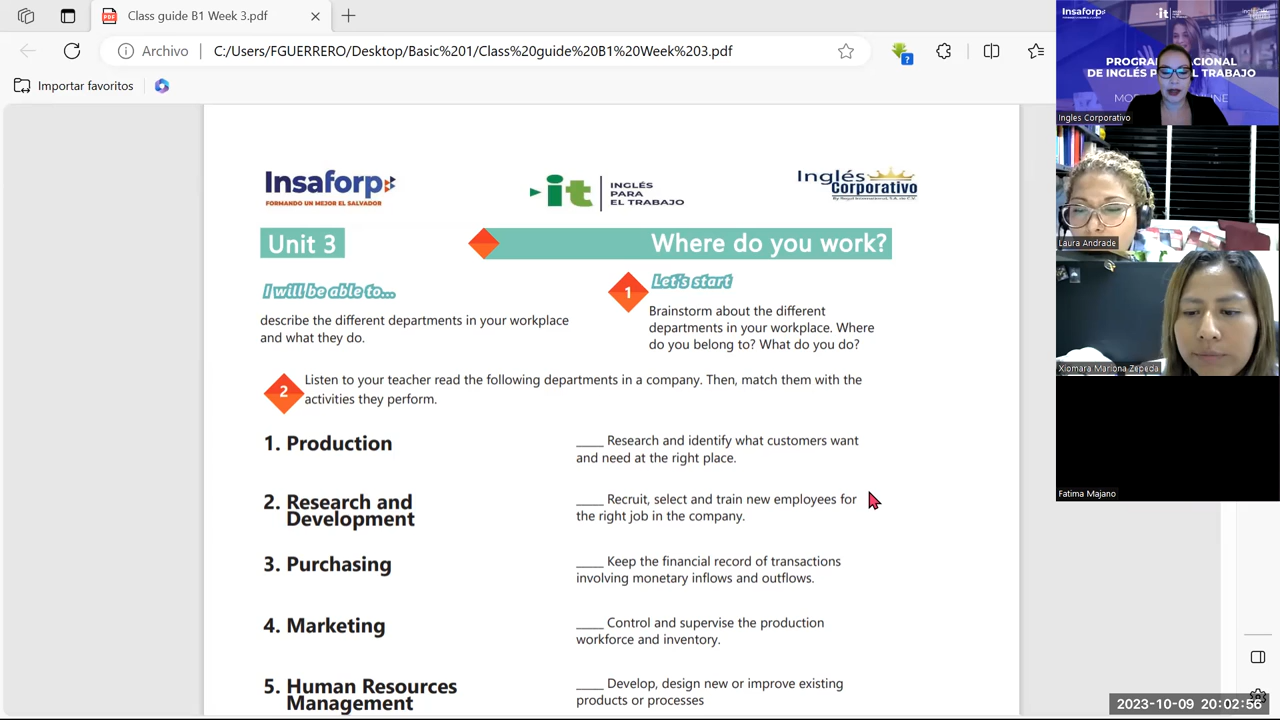 Class guide B1 Week 3.pdf
Archivo
C:/Users/FGUERRERO/Desktop/Basic%201/Class%20guide%20B1%20Week%203.pdf
Importar favoritos
Insaforp
FORMANDO UN MEJOR EL SALVADOR
it
INGLÉS
PARA
EL TRABAJO
Inglés
Corporativo
Unit 3
Where do you work?
I will be able to...
describe the different departments in your workplace
and what they do.
1
Let's start
Brainstorm about the different
departments in your workplace. Where
do you belong to? What do you do?
2
Listen to your teacher read the following departments in a company. Then, match them with the
activities they perform.
1. Production
____ Research and identify what customers want
and need at the right place.
2. Research and
Development
____ Recruit, select and train new employees for
the right job in the company.
3. Purchasing
____ Keep the financial record of transactions
involving monetary inflows and outflows.
4. Marketing
____ Control and supervise the production
workforce and inventory.
5. Human Resources
Management
____ Develop, design new or improve existing
products or processes
Insaforp
it
Ingles Corporativo
Laura Andrade
Xiomara Mariona Zepeda
Fatima Majano
2023-10-09 20:02:56